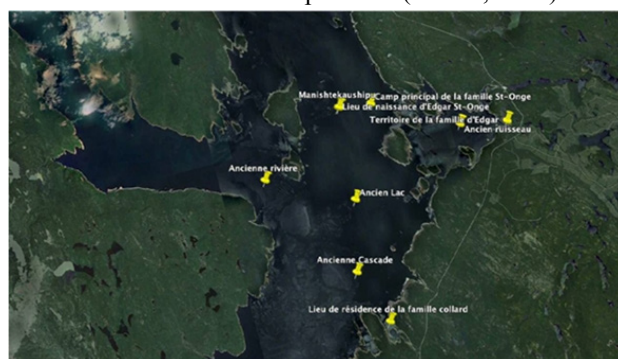 Manishtekaushipu
Camp principal de la famille St-Onge
Lieu de naissance d'Edgar St-Onge
Territoire de la famille d'Edgar
Ancien ruisseau
Ancienne rivière
Ancien Lac
Ancienne Cascade
Lieu de résidence de la famille collard